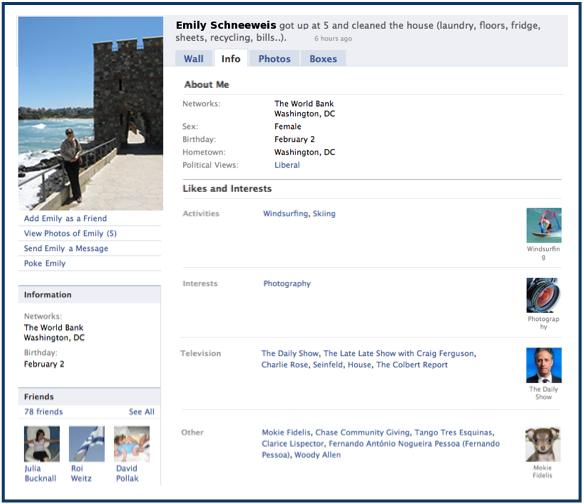 Emily Schneeweis got up at 5 and cleaned the house (laundry, floors, fridge,
sheets, recycling, bills..). 6 hours ago
Wall Info Photos Boxes
About Me
Networks: The World Bank
Washington, DC
Sex: Female
Birthday: February 2
Hometown: Washington, DC
Political Views: Liberal
Likes and Interests
Activities Windsurfing, Skiing
Windsurfin
g
Interests Photography
Photograp
hy
Television The Daily Show, The Late Late Show with Craig Ferguson,
Charlie Rose, Seinfeld, House, The Colbert Report
The Daily
Show
Other Mokie Fidelis, Chase Community Giving, Tango Tres Esquinas,
Clarice Lispector, Fernando António Nogueira Pessoa (Fernando
Pessoa), Woody Allen
Mokie
Fidelis
Add Emily as a Friend
View Photos of Emily (5)
Send Emily a Message
Poke Emily
Information
Networks:
The World Bank
Washington, DC
Birthday:
February 2
Friends
78 friends See All
Julia Roi David
Bucknall Weitz Pollak